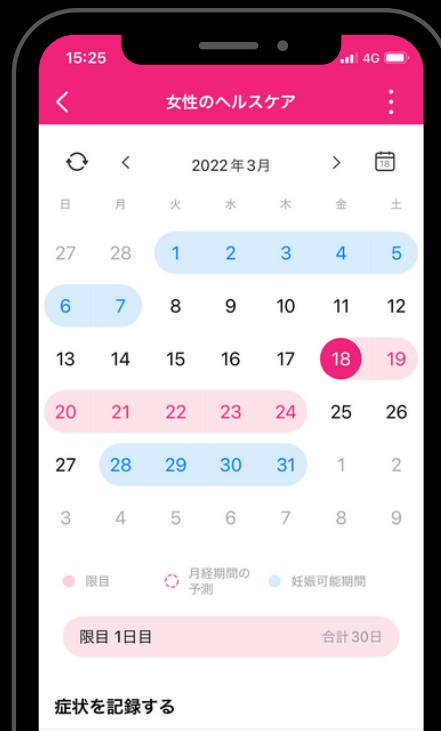 15:25 4G
女性のヘルスケア
2022年3月
18
日 月 火 水 木 金 土
27 28 1 2 3 4 5
6 7 8 9 10 11 12
13 14 15 16 17 18 19
20 21 22 23 24 25 26
27 28 29 30 31 1 2
3 4 5 6 7 8 9
限目 月経期間の 妊娠可能期間
予測
限目 1日目 合計30日
症状を記録する